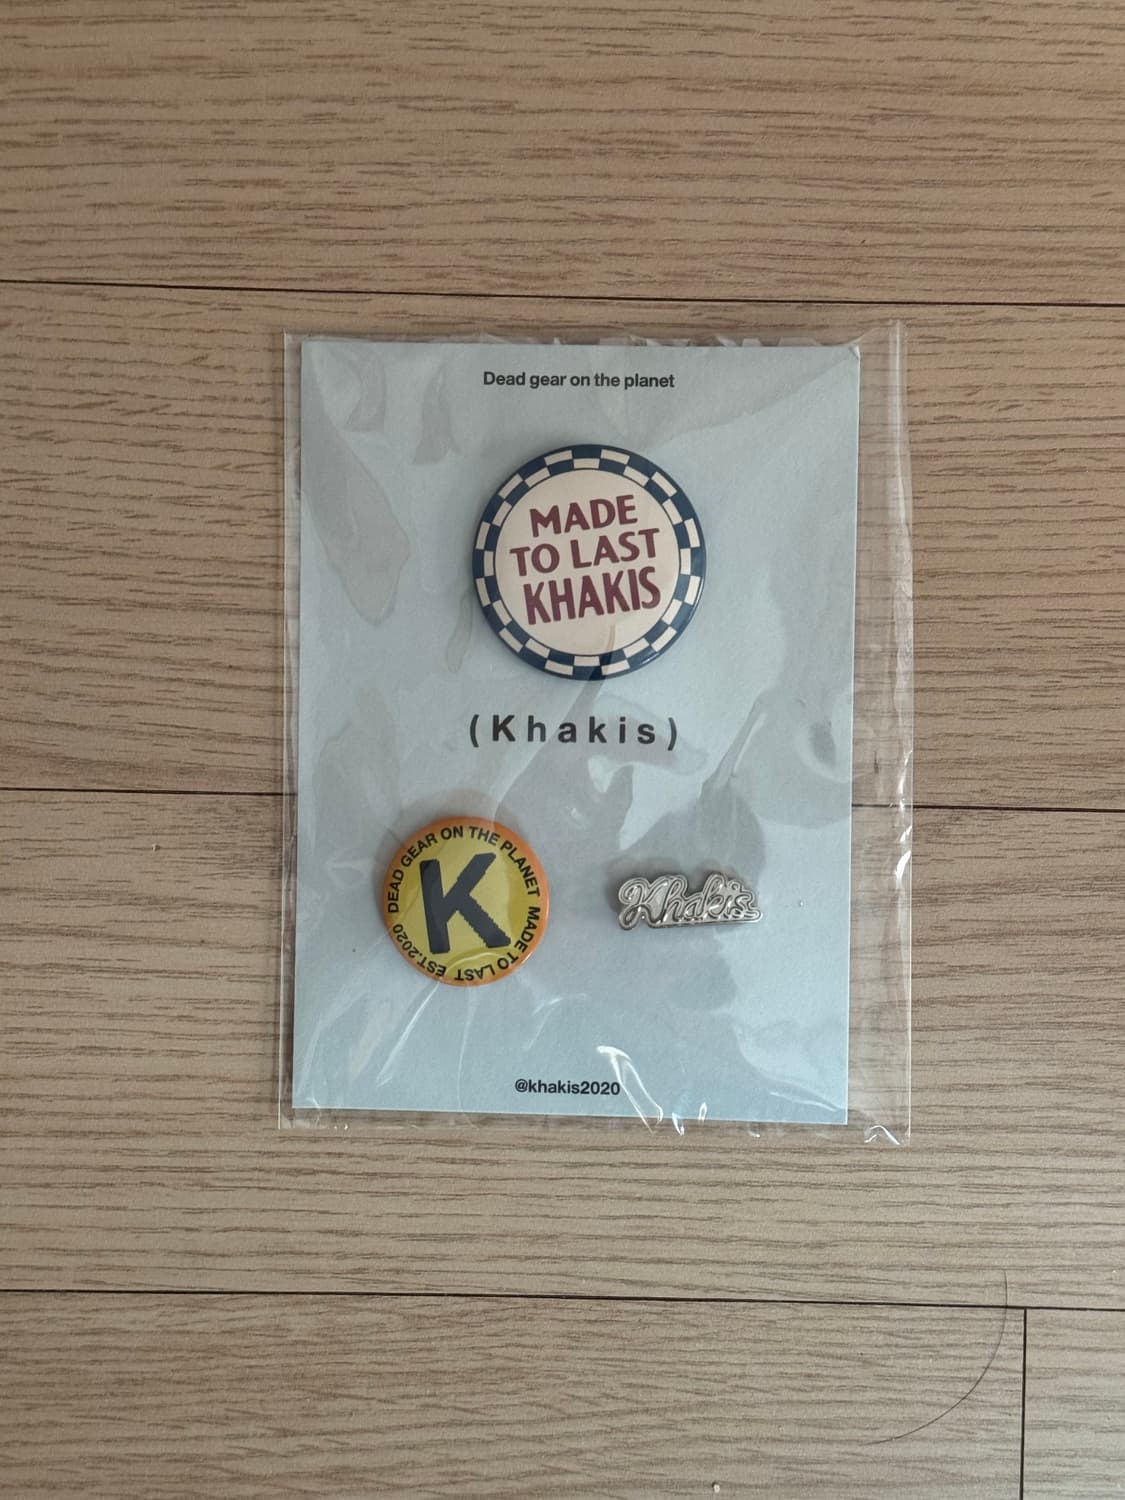 Dead gear on the planet
MADE
TO LAST
KHAKIS
(Khakis)
DEAD GEAR ON THE PLANET MADE TO LAST EST.2020
K
Khakis
@khakis2020